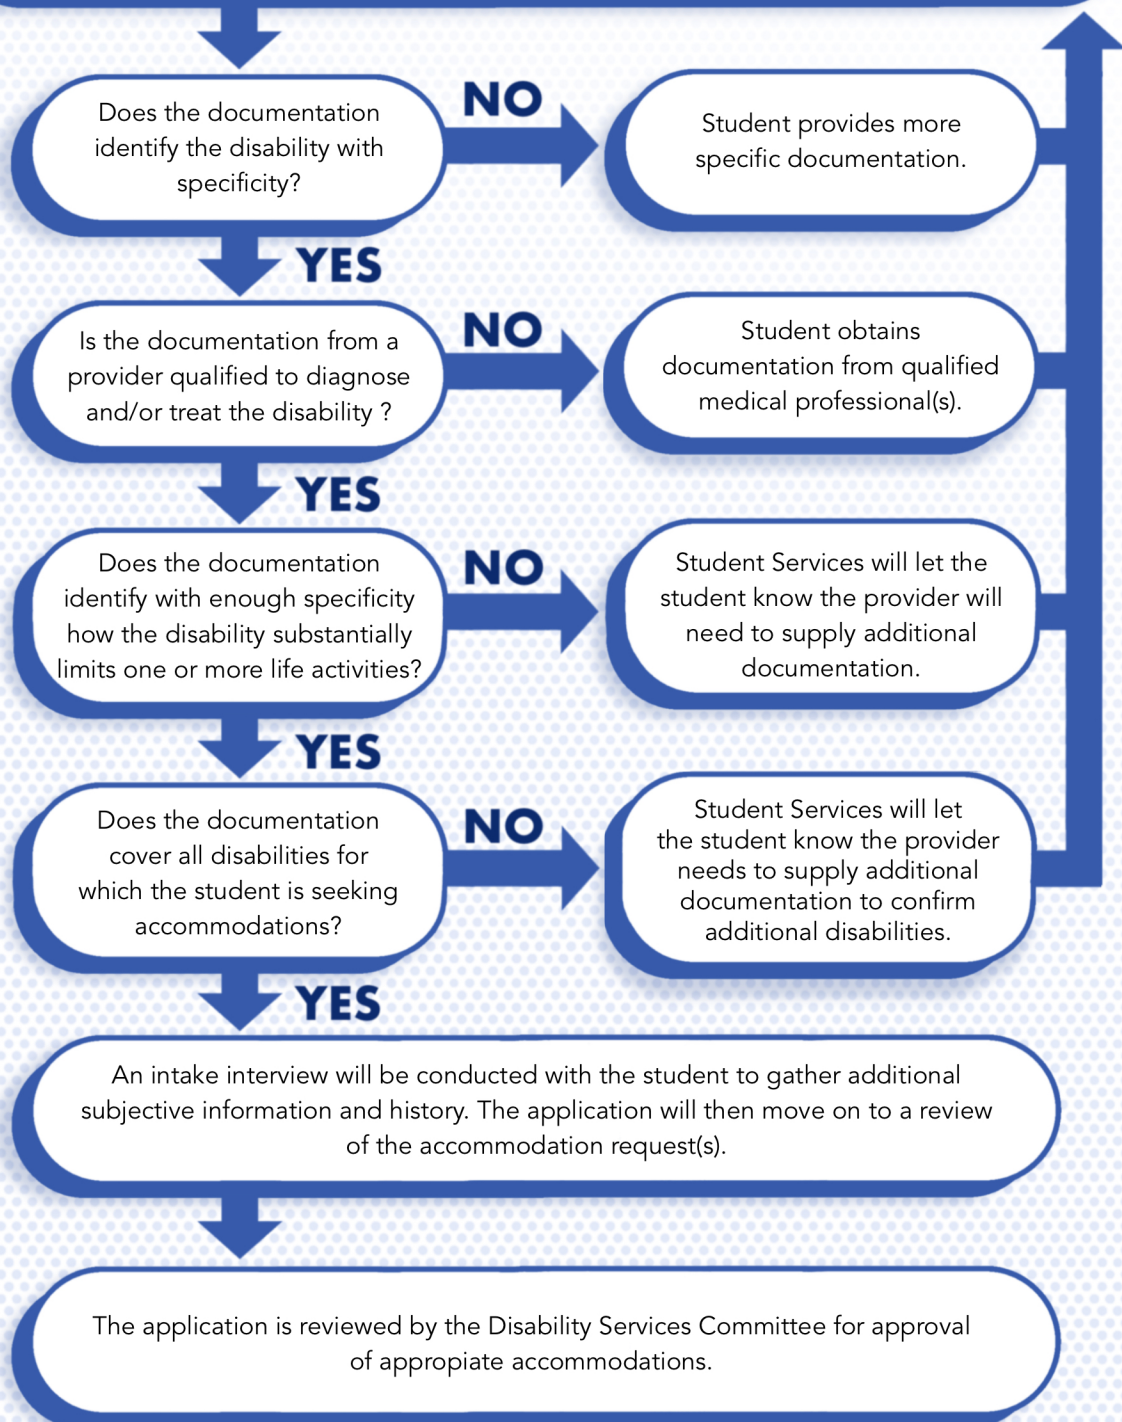 Does the documentation
identify the disability with
specificity?
NO
Student provides more
specific documentation.
YES
Is the documentation from a
provider qualified to diagnose
and/or treat the disability ?
NO
Student obtains
documentation from qualified
medical professional(s).
YES
Does the documentation
identify with enough specificity
how the disability substantially
limits one or more life activities?
NO
Student Services will let the
student know the provider will
need to supply additional
documentation.
YES
Does the documentation
cover all disabilities for
which the student is seeking
accommodations?
NO
Student Services will let
the student know the provider
needs to supply additional
documentation to confirm
additional disabilities.
YES
An intake interview will be conducted with the student to gather additional
subjective information and history. The application will then move on to a review
of the accommodation request(s).
The application is reviewed by the Disability Services Committee for approval
of appropiate accommodations.